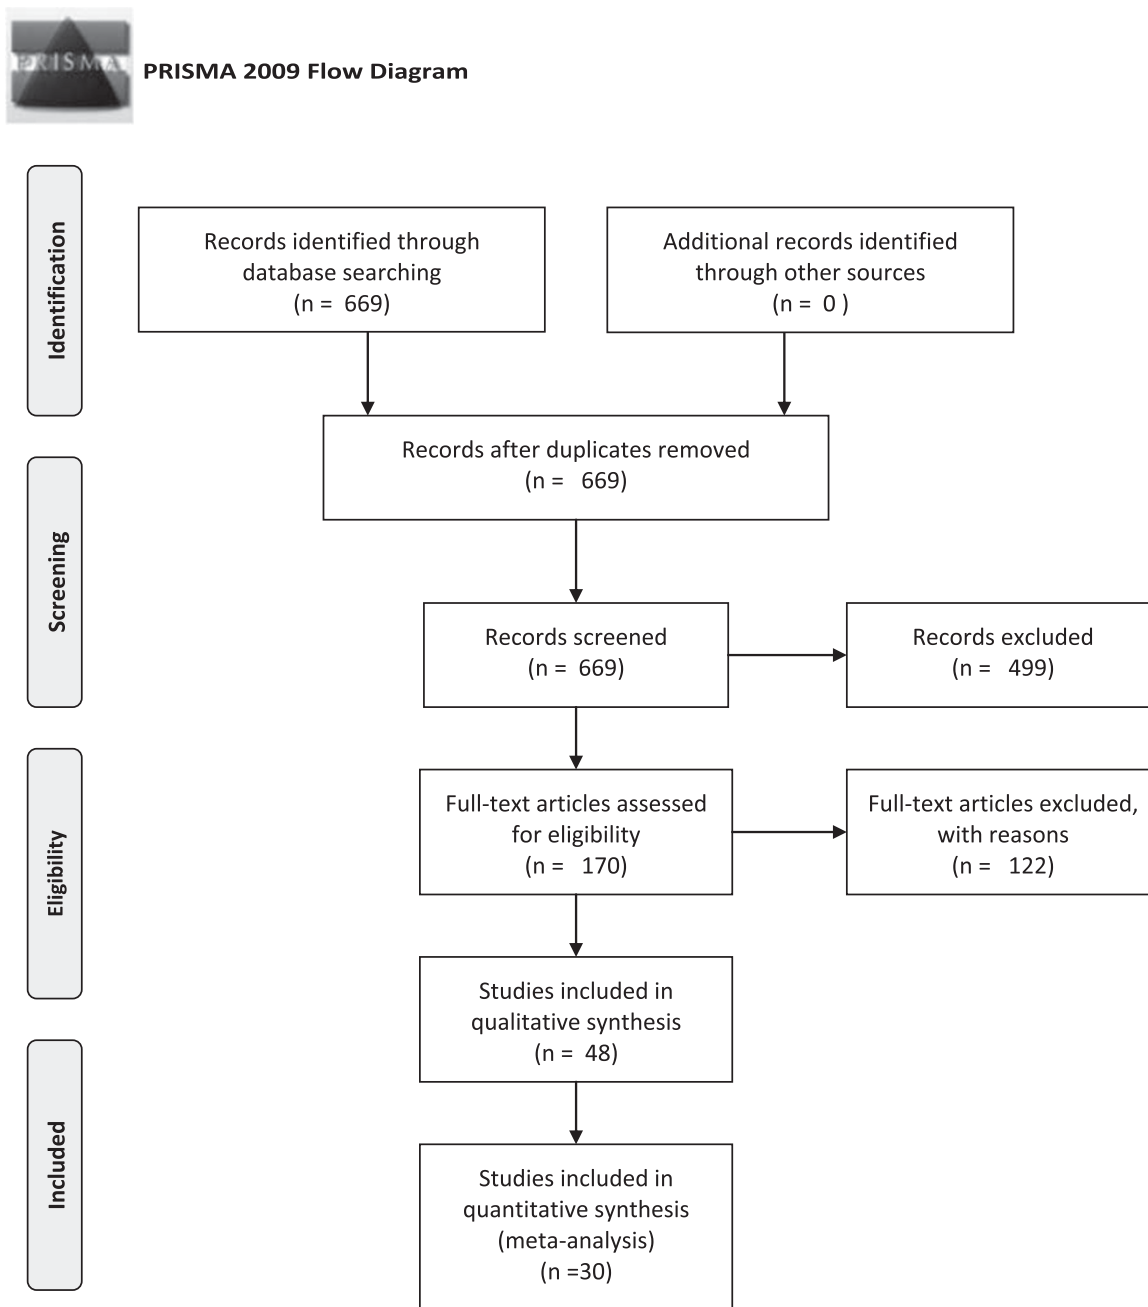 PRISMA
PRISMA 2009 Flow Diagram
Identification
Records identified through
database searching
(n = 669)
Additional records identified
through other sources
(n = 0 )
Records after duplicates removed
(n = 669)
Screening
Records screened
(n = 669)
Records excluded
(n = 499)
Eligibility
Full-text articles assessed
for eligibility
(n = 170)
Full-text articles excluded,
with reasons
(n = 122)
Studies included in
qualitative synthesis
(n = 48)
Included
Studies included in
quantitative synthesis
(meta-analysis)
(n =30)